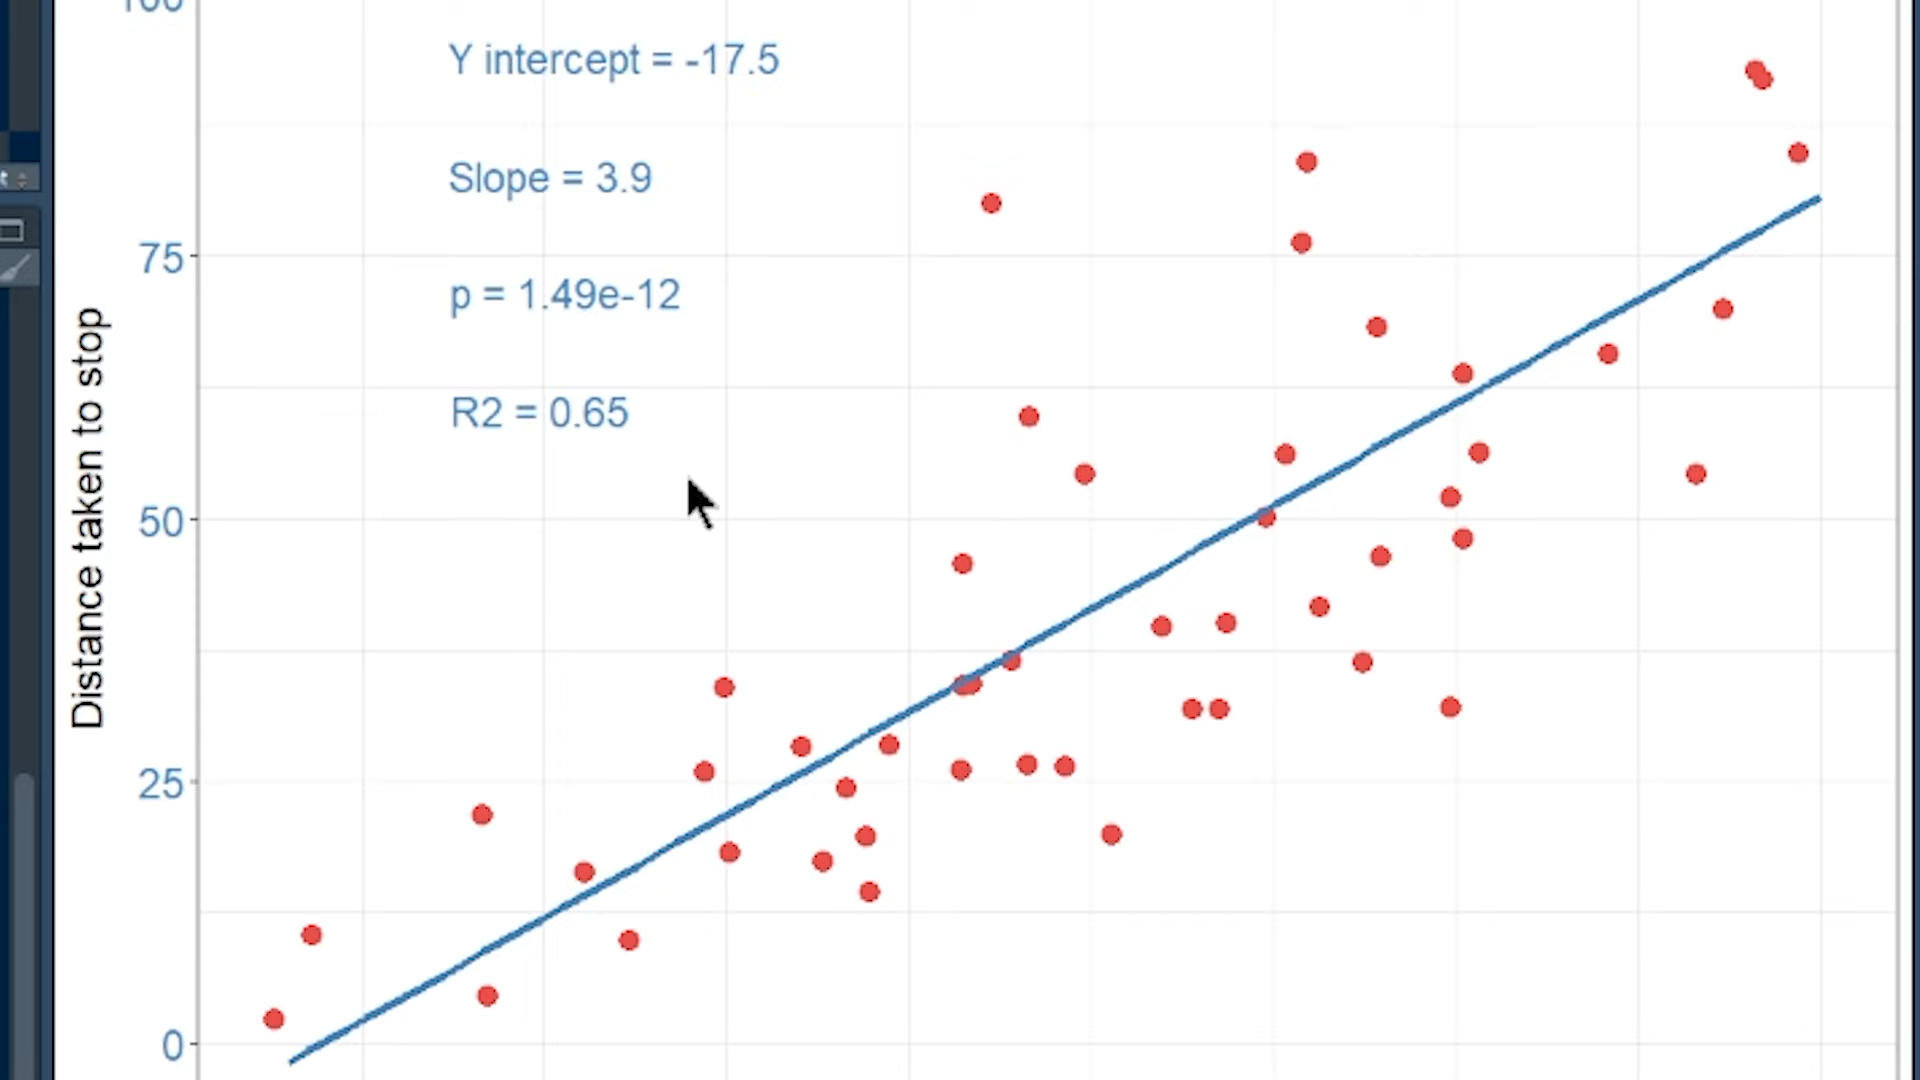 100
Y intercept = -17.5
Slope = 3.9
75
p = 1.49e-12
R2 = 0.65
Distance taken to stop
50
25
0